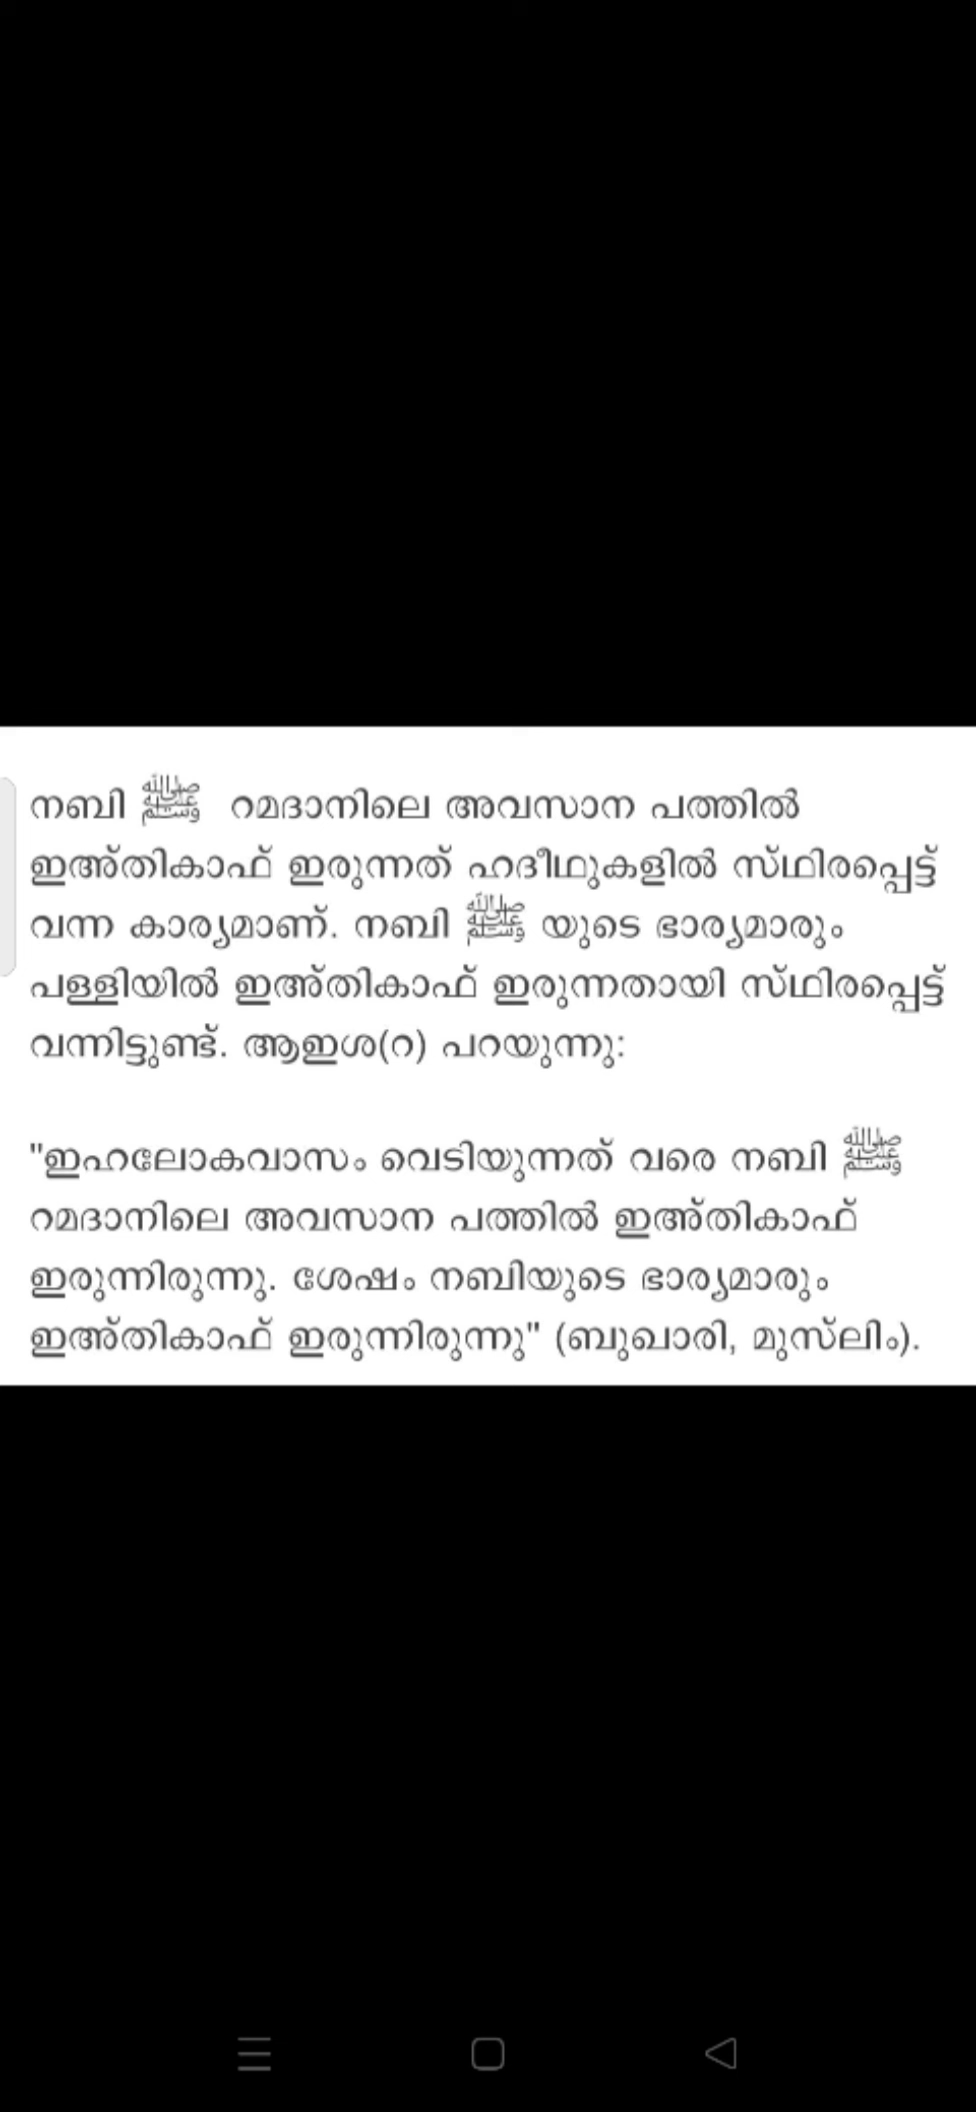 നബി ﷺ റമദാനിലെ അവസാന പത്തിൽ
ഇഅ്തികാഫ് ഇരുന്നത് ഹദീഥുകളിൽ സ്ഥിരപ്പെട്ട്
വന്ന കാര്യമാണ്. നബി ﷺ യുടെ ഭാര്യമാരും
പള്ളിയിൽ ഇഅ്തികാഫ് ഇരുന്നതായി സ്ഥിരപ്പെട്ട്
വന്നിട്ടുണ്ട്. ആഇശ(റ) പറയുന്നു:
"ഇഹലോകവാസം വെടിയുന്നത് വരെ നബി ﷺ
റമദാനിലെ അവസാന പത്തിൽ ഇഅ്തികാഫ്
ഇരുന്നിരുന്നു. ശേഷം നബിയുടെ ഭാര്യമാരും
ഇഅ്തികാഫ് ഇരുന്നിരുന്നു" (ബുഖാരി, മുസ്‌ലിം).